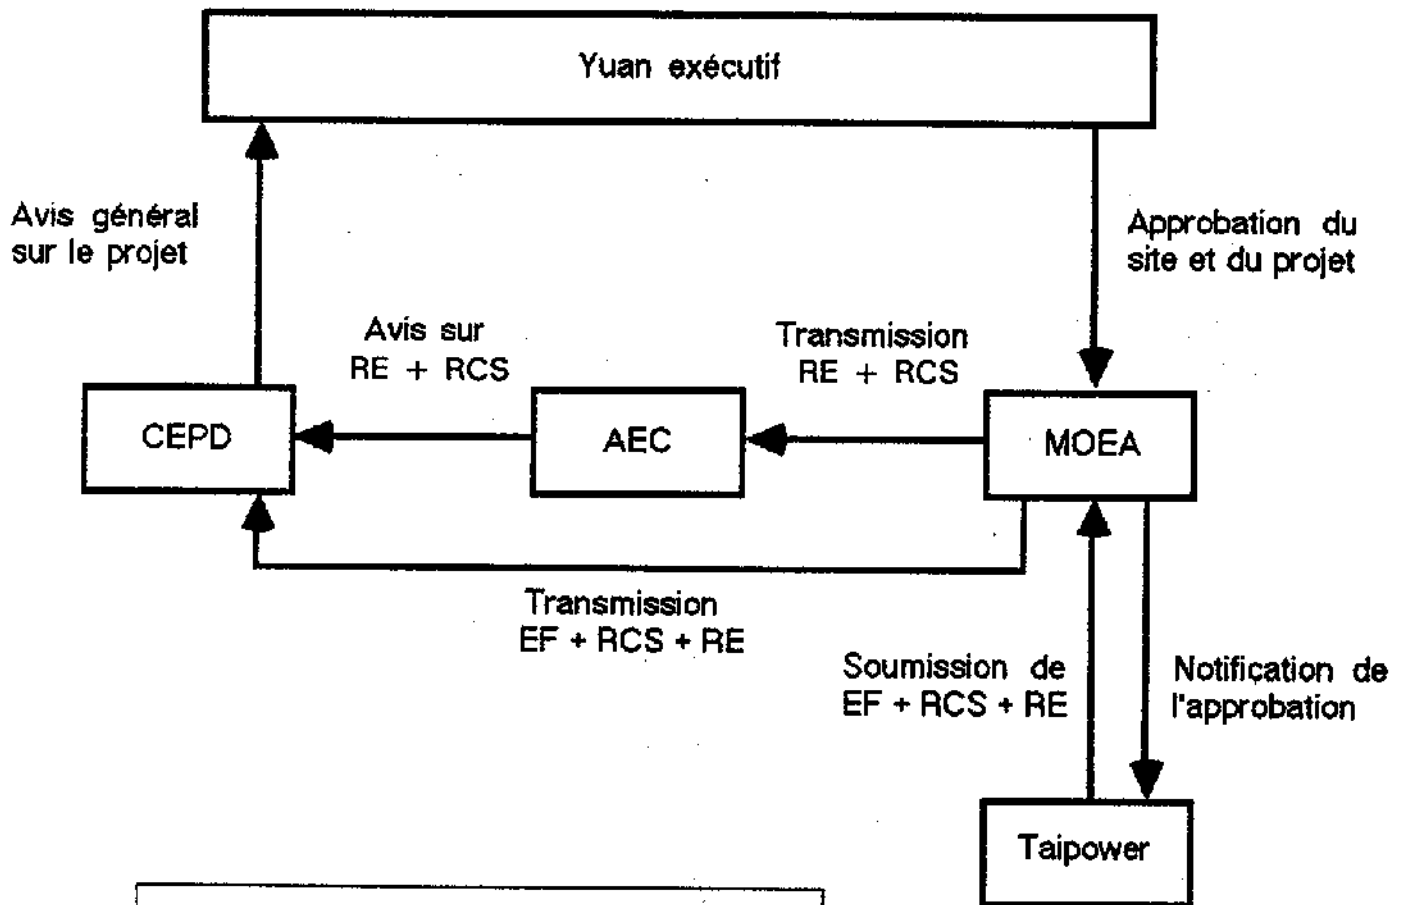 Yuan exécutif
Avis général
sur le projet
Approbation du
site et du projet
Avis sur
RE + RCS
Transmission
RE + RCS
CEPD
AEC
MOEA
Transmission
EF + RCS + RE
Soumission de
EF + RCS + RE
Notification de
l'approbation
Taipower